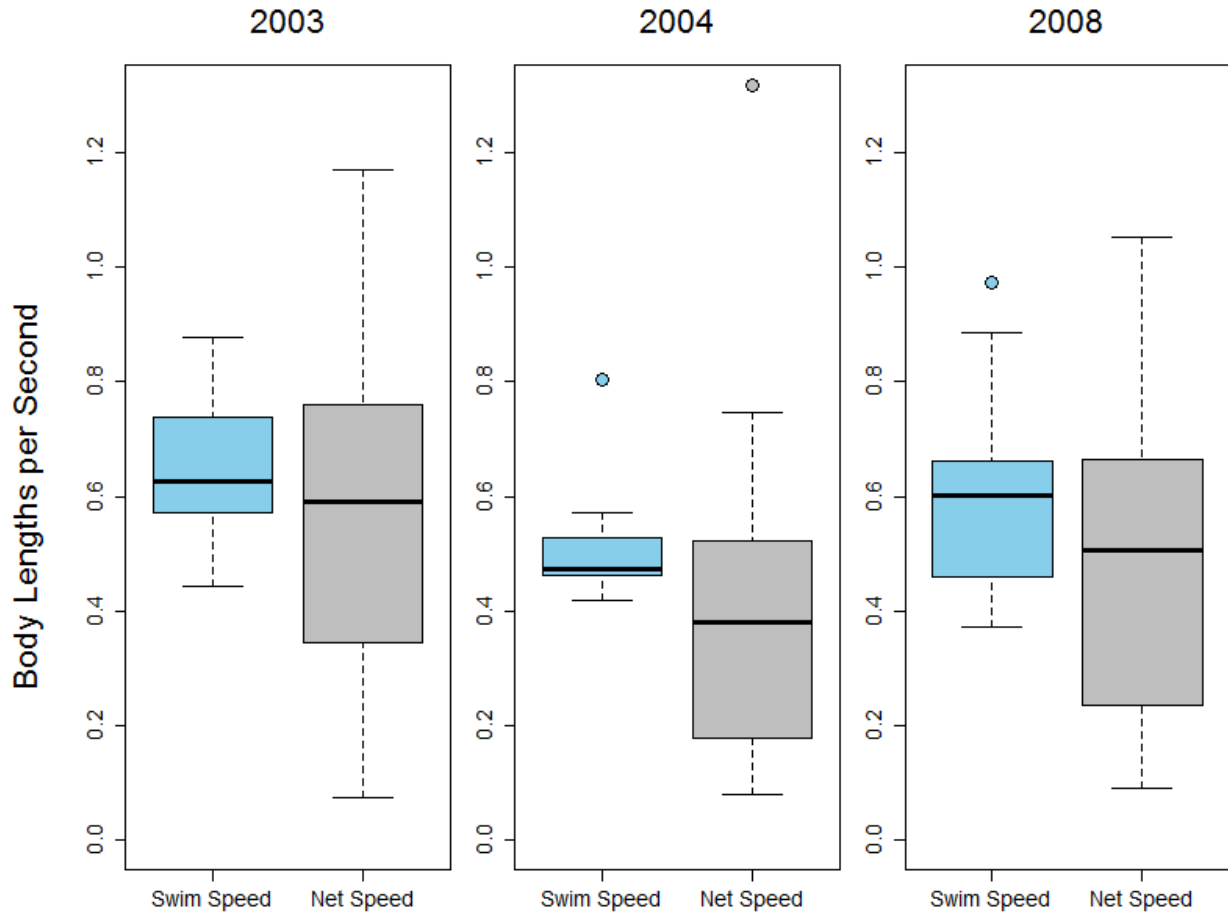 2003 2004 2008
Body Lengths per Second
1.2 1.2 1.2
1.0 1.0 1.0
0.8 0.8 0.8
0.6 0.6 0.6
0.4 0.4 0.4
0.2 0.2 0.2
0.0 0.0 0.0
Swim Speed Net Speed Swim Speed Net Speed Swim Speed Net Speed